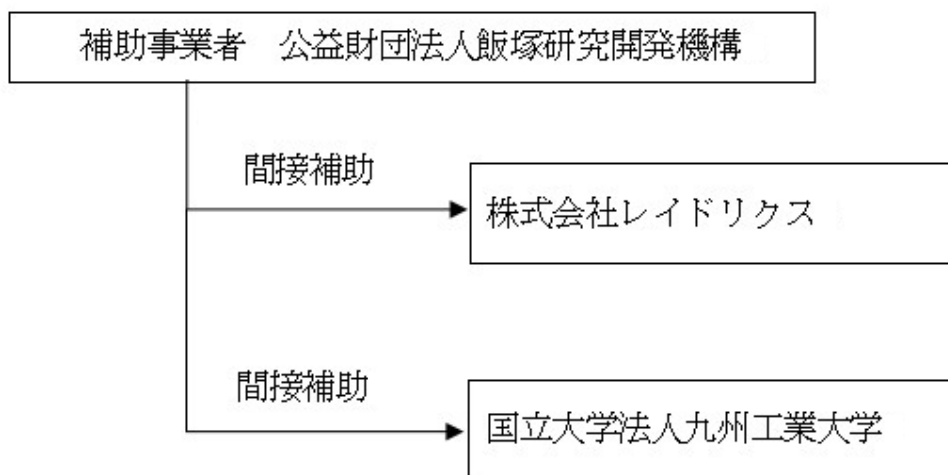 補助事業者　公益財団法人飯塚研究開発機構
間接補助
株式会社レイドリクス
間接補助
国立大学法人九州工業大学